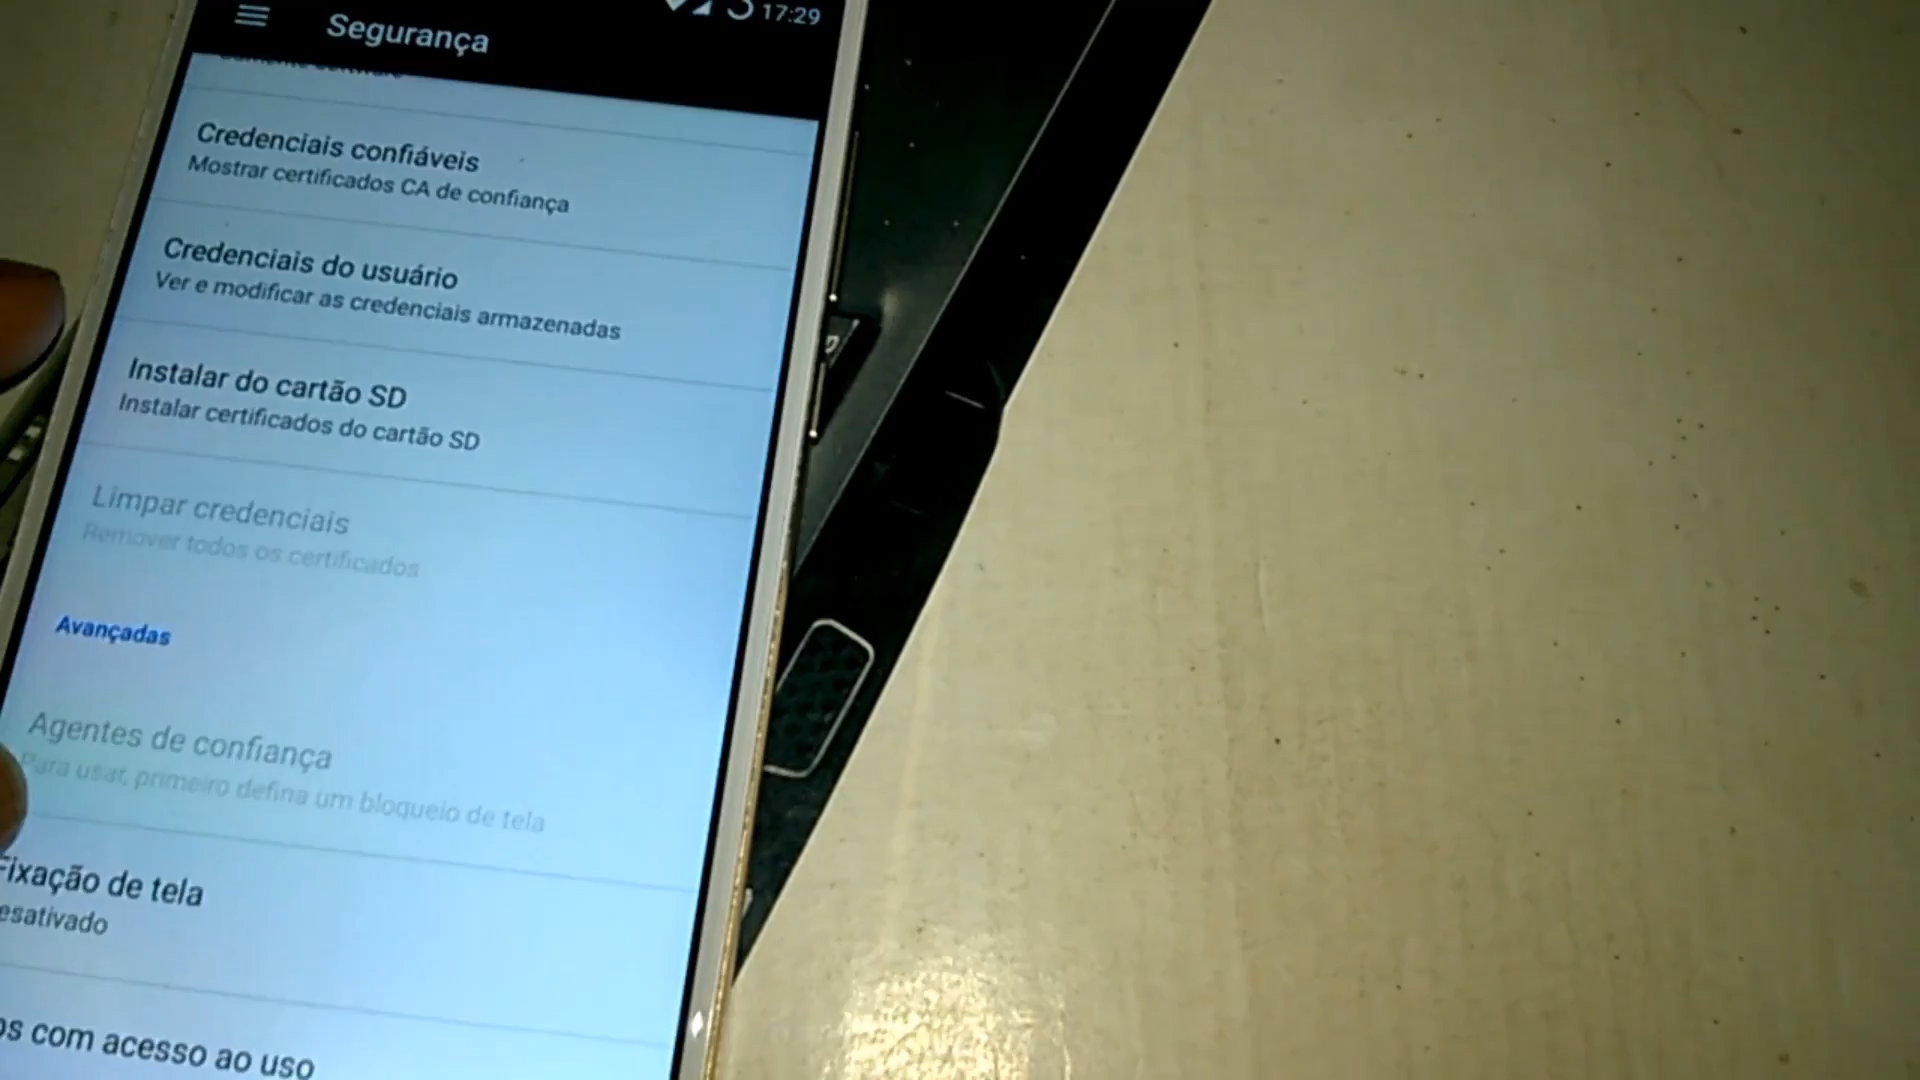 17:29
Segurança
Credenciais confiáveis
Mostrar certificados CA de confiança
Credenciais do usuário
Ver e modificar as credenciais armazenadas
Instalar do cartão SD
Instalar certificados do cartão SD
Limpar credenciais
Remover todos os certificados
Avançadas
Agentes de confiança
Para usar, primeiro defina um bloqueio de tela
Fixação de tela
esativado
os com acesso ao uso